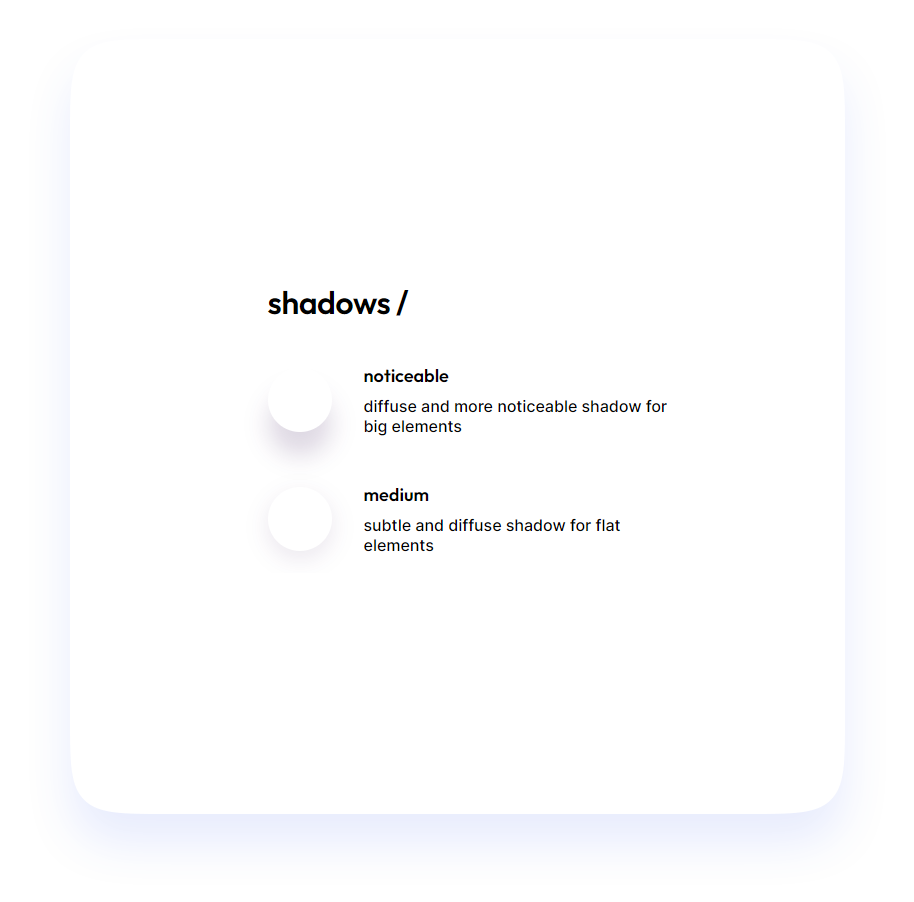 shadows /
noticeable
diffuse and more noticeable shadow for
big elements
medium
subtle and diffuse shadow for flat
elements